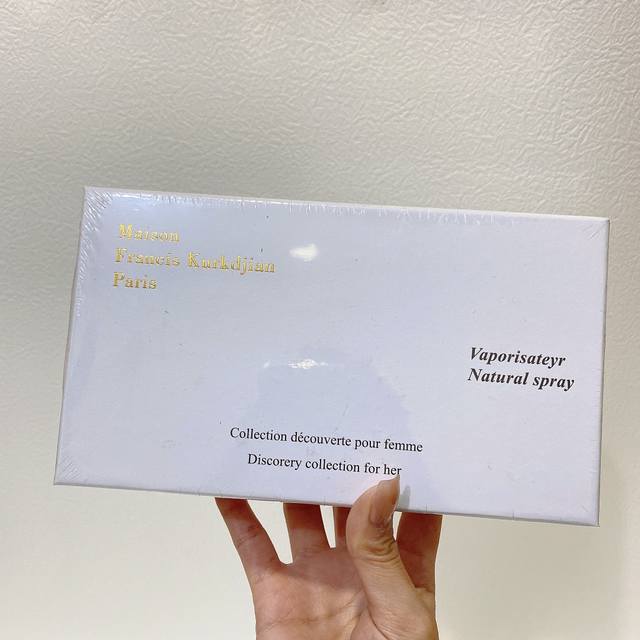 Maison
Francis Kurkdjian
Paris
Vaporisateyr
Natural spray
Collection découverte pour femme
Discorery collection for her